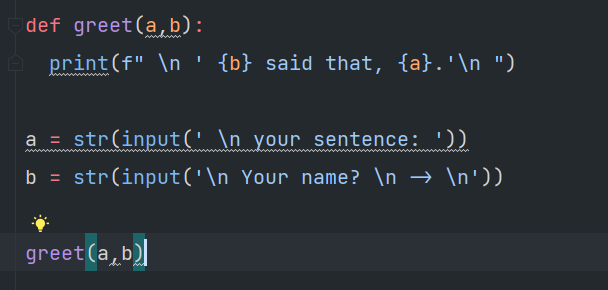 def greet(a,b):
  print(f" \n ' {b} said that, {a}.'\n ")
a = str(input(' \n your sentence: '))
b = str(input('\n Your name? \n -> \n'))
greet(a,b)